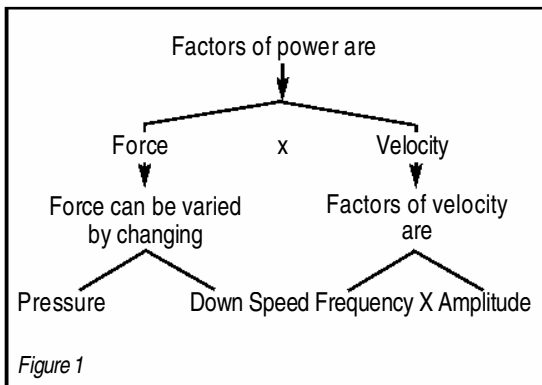 Factors of power are
Force x Velocity
Force can be varied
by changing
Factors of velocity
are
Pressure Down Speed Frequency X Amplitude
Figure 1